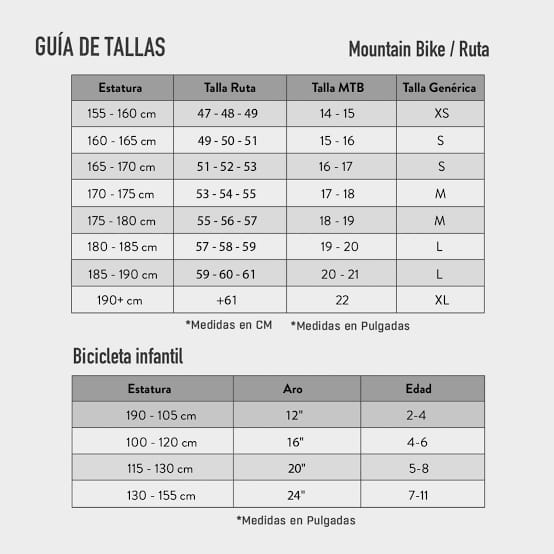 GUÍA DE TALLAS Mountain Bike / Ruta
Estatura Talla Ruta Talla MTB Talla Genérica
155 - 160 cm 47 - 48 - 49 14 - 15 XS
160 - 165 cm 49 - 50 - 51 15 - 16 S
165 - 170 cm 51 - 52 - 53 16 - 17 S
170 - 175 cm 53 - 54 - 55 17 - 18 M
175 - 180 cm 55 - 56 - 57 18 - 19 M
180 - 185 cm 57 - 58 - 59 19 - 20 L
185 - 190 cm 59 - 60 - 61 20 - 21 L
190+ cm +61 22 XL
*Medidas en CM *Medidas en Pulgadas
Bicicleta infantil
Estatura Aro Edad
190 - 105 cm 12" 2-4
100 - 120 cm 16" 4-6
115 - 130 cm 20" 5-8
130 - 155 cm 24" 7-11
*Medidas en Pulgadas